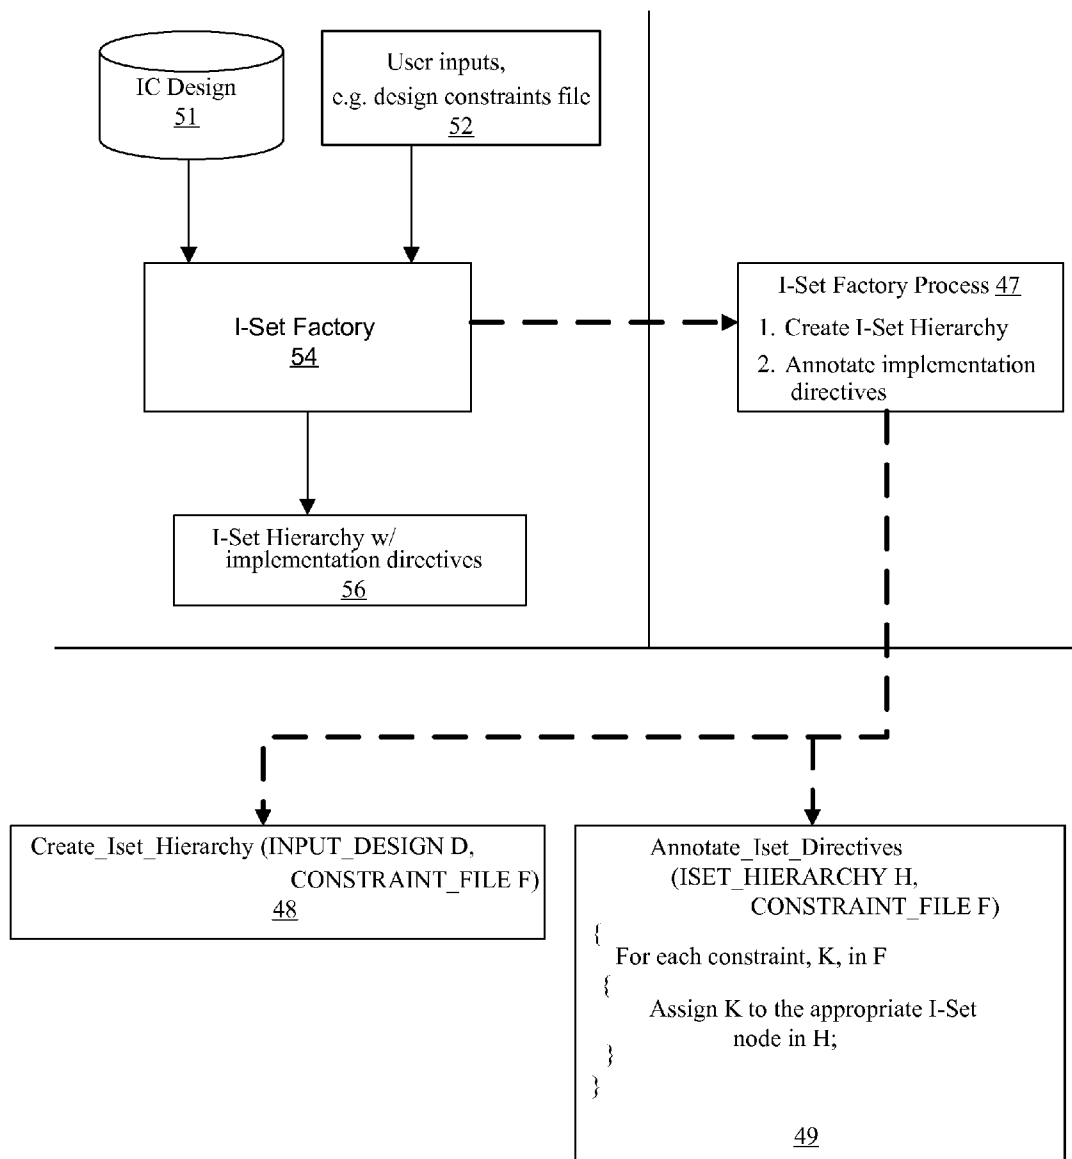 IC Design
51
User inputs,
e.g. design constraints file
52
I-Set Factory
54
I-Set Factory Process 47
1. Create I-Set Hierarchy
2. Annotate implementation
directives
I-Set Hierarchy w/
implementation directives
56
Create_Iset_Hierarchy (INPUT_DESIGN D,
CONSTRAINT_FILE F)
48
Annotate_Iset_Directives
(ISET_HIERARCHY H,
CONSTRAINT_FILE F)
{
For each constraint, K, in F
{
Assign K to the appropriate I-Set
node in H;
}
}
49